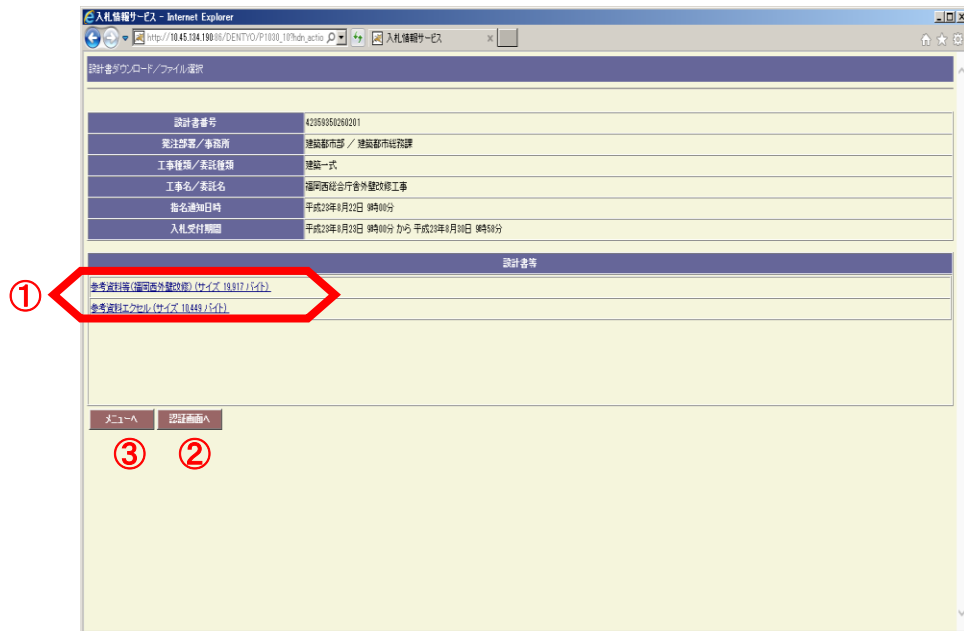 入札情報サービス - Internet Explorer
http://10.45.134.190:86/DENTYO/P1030_10?hdn_actio
入札情報サービス
設計書ダウンロード/ファイル選択
設計書番号 42359350260201
発注部署/事務所 建築都市部 / 建築都市総務課
工事種類/委託種類 建築一式
工事名/委託名 福岡西総合庁舎外壁改修工事
指名通知日時 平成23年8月22日 9時00分
入札受付期間 平成23年8月23日 9時00分 から 平成23年8月30日 9時50分
設計書等
① 参考資料等(福岡西外壁改修) (サイズ 19,917 バイト)
参考資料エクセル (サイズ 10,449 バイト)
メニューへ 認証画面へ
③ ②